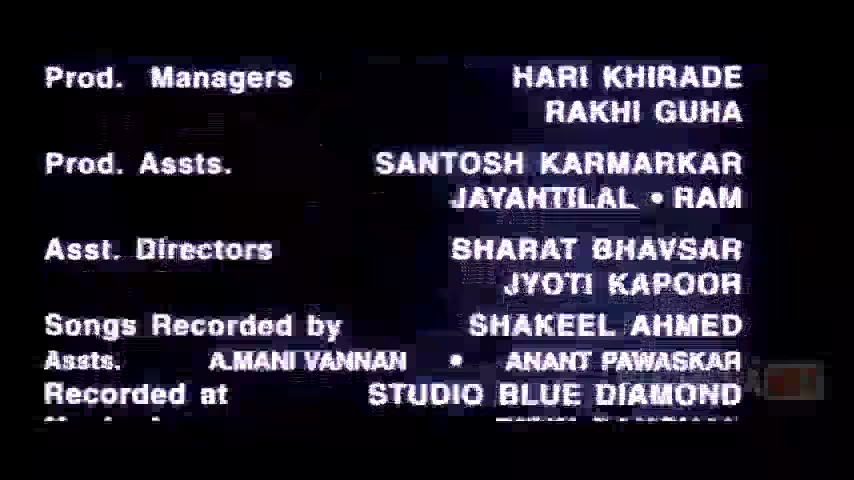 Prod. Managers HARI KHIRADE
RAKHI GUHA
Prod. Assts. SANTOSH KARMARKAR
JAYANTILAL • RAM
Asst. Directors SHARAT BHAVSAR
JYOTI KAPOOR
Songs Recorded by SHAKEEL AHMED
Assts. A.MANI VANNAN • ANANT PAWASKAR
Recorded at STUDIO BLUE DIAMOND